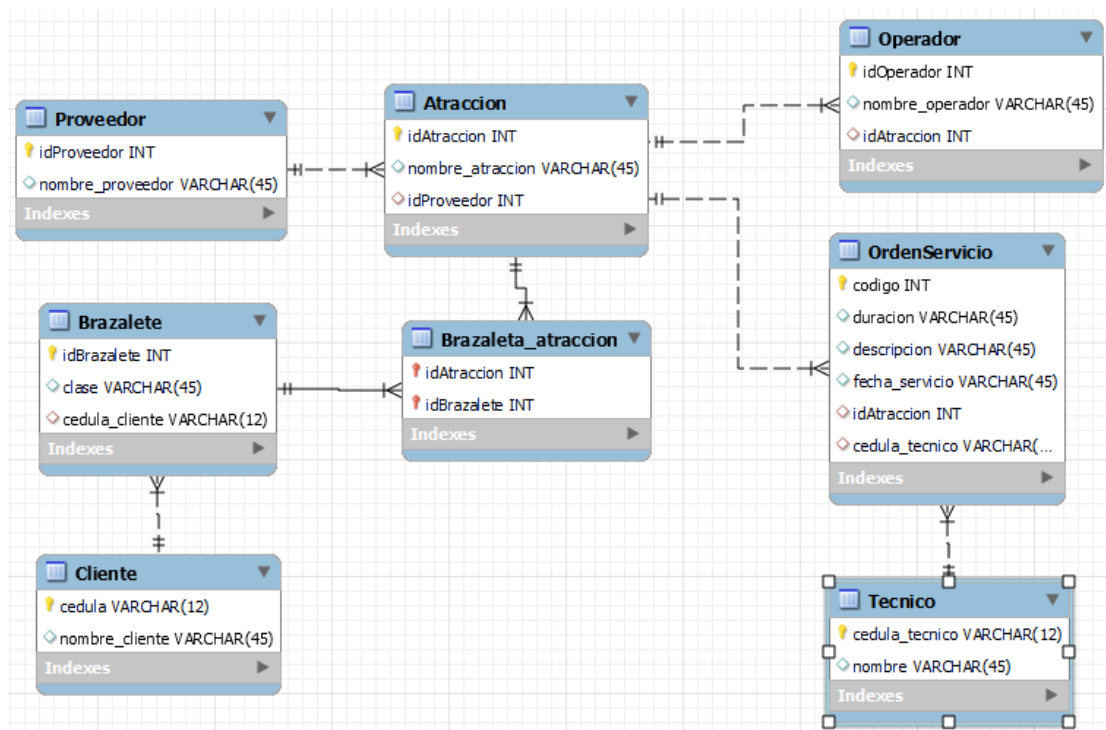 Proveedor
idProveedor INT
nombre_proveedor VARCHAR(45)
Indexes
Atraccion
idAtraccion INT
nombre_atraccion VARCHAR(45)
idProveedor INT
Indexes
Operador
idOperador INT
nombre_operador VARCHAR(45)
idAtraccion INT
Indexes
Brazalete
idBrazalete INT
clase VARCHAR(45)
cedula_cliente VARCHAR(12)
Indexes
Brazaleta_atraccion
idAtraccion INT
idBrazalete INT
Indexes
OrdenServicio
codigo INT
duracion VARCHAR(45)
descripcion VARCHAR(45)
fecha_servicio VARCHAR(45)
idAtraccion INT
cedula_tecnico VARCHAR(...
Indexes
Cliente
cedula VARCHAR(12)
nombre_cliente VARCHAR(45)
Indexes
Tecnico
cedula_tecnico VARCHAR(12)
nombre VARCHAR(45)
Indexes